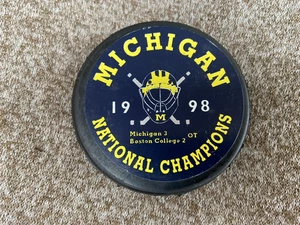 MICHIGAN
19 98
M
Michigan 3
Boston College 2 OT
NATIONAL CHAMPIONS